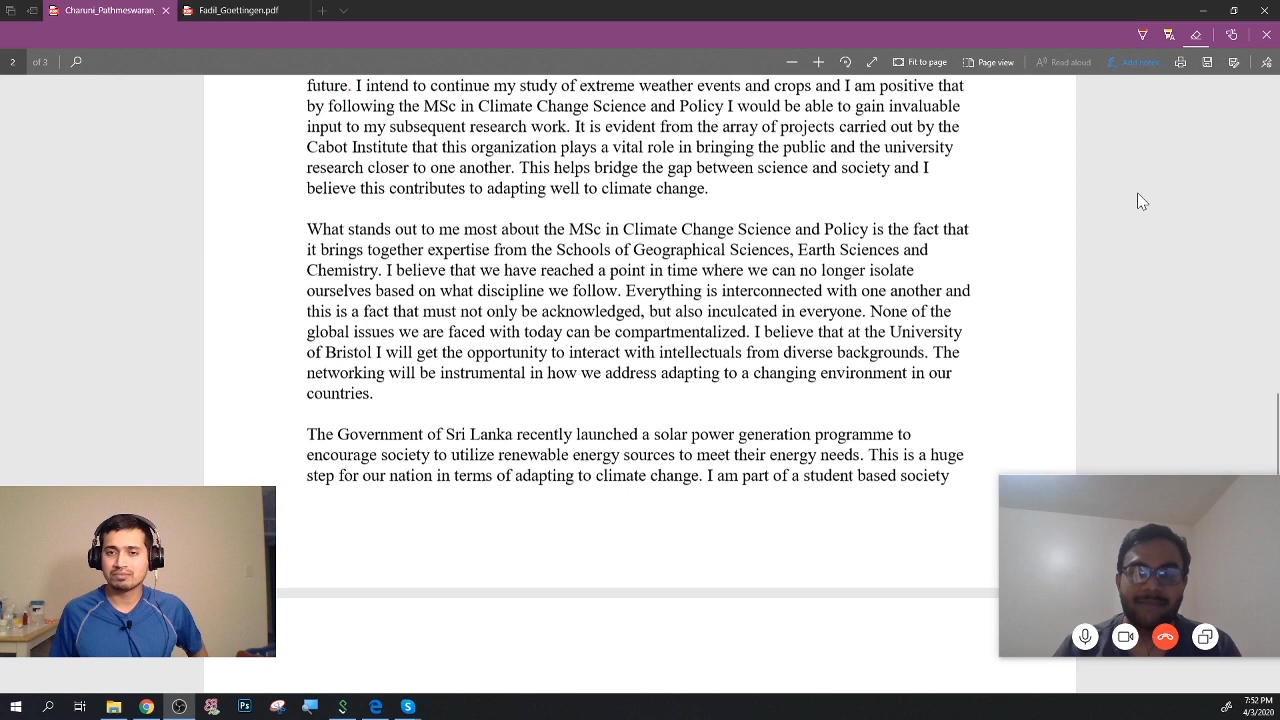 Charuni_Pathmeswaran_
Fadil_Goettingen.pdf
2 of 3
Fit to page
Page view
Read aloud
Add notes
future. I intend to continue my study of extreme weather events and crops and I am positive that
by following the MSc in Climate Change Science and Policy I would be able to gain invaluable
input to my subsequent research work. It is evident from the array of projects carried out by the
Cabot Institute that this organization plays a vital role in bringing the public and the university
research closer to one another. This helps bridge the gap between science and society and I
believe this contributes to adapting well to climate change.
What stands out to me most about the MSc in Climate Change Science and Policy is the fact that
it brings together expertise from the Schools of Geographical Sciences, Earth Sciences and
Chemistry. I believe that we have reached a point in time where we can no longer isolate
ourselves based on what discipline we follow. Everything is interconnected with one another and
this is a fact that must not only be acknowledged, but also inculcated in everyone. None of the
global issues we are faced with today can be compartmentalized. I believe that at the University
of Bristol I will get the opportunity to interact with intellectuals from diverse backgrounds. The
networking will be instrumental in how we address adapting to a changing environment in our
countries.
The Government of Sri Lanka recently launched a solar power generation programme to
encourage society to utilize renewable energy sources to meet their energy needs. This is a huge
step for our nation in terms of adapting to climate change. I am part of a student based society
Ps
7:52 PM
4/3/2020